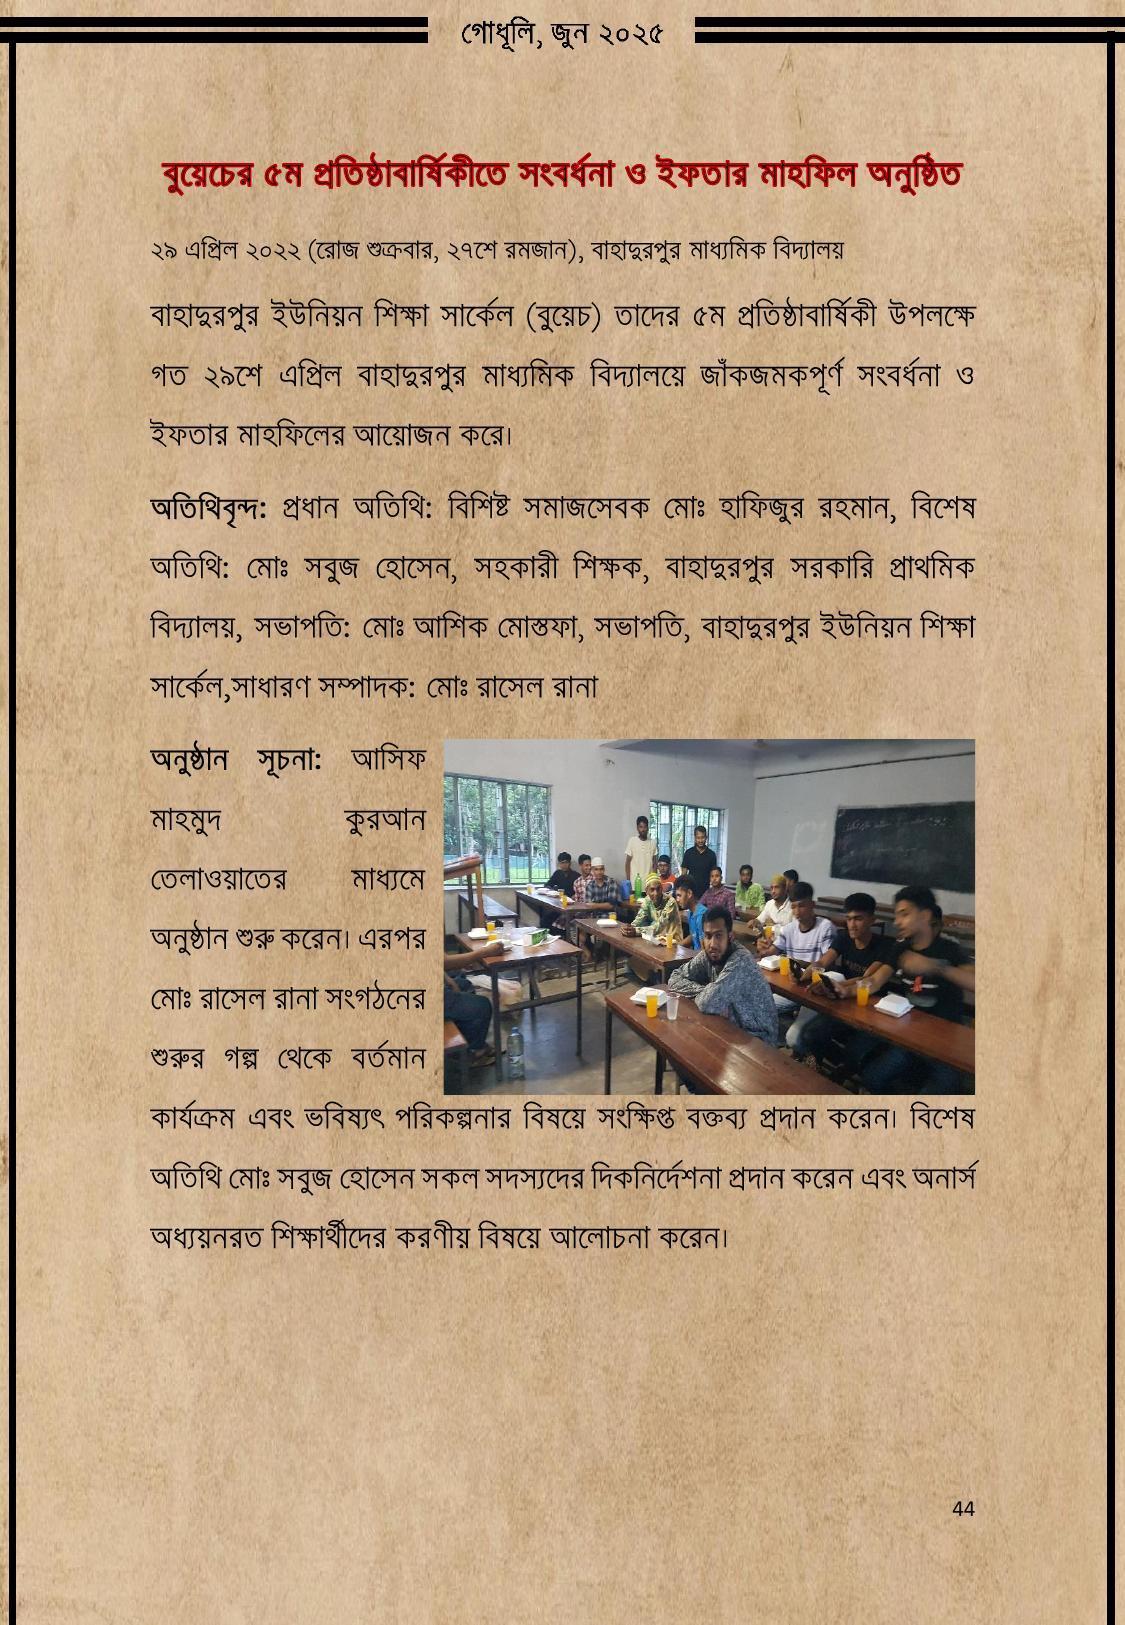 গোধূলি, জুন ২০২৫
বুয়েচের ৫ম প্রতিষ্ঠাবার্ষিকীতে সংবর্ধনা ও ইফতার মাহফিল অনুষ্ঠিত
২৯ এপ্রিল ২০২২ (রোজ শুক্রবার, ২৭শে রমজান), বাহাদুরপুর মাধ্যমিক বিদ্যালয়
বাহাদুরপুর ইউনিয়ন শিক্ষা সার্কেল (বুয়েচ) তাদের ৫ম প্রতিষ্ঠাবার্ষিকী উপলক্ষে
গত ২৯শে এপ্রিল বাহাদুরপুর মাধ্যমিক বিদ্যালয়ে জাঁকজমকপূর্ণ সংবর্ধনা ও
ইফতার মাহফিলের আয়োজন করে।
অতিথিবৃন্দ: প্রধান অতিথি: বিশিষ্ট সমাজসেবক মোঃ হাফিজুর রহমান, বিশেষ
অতিথি: মোঃ সবুজ হোসেন, সহকারী শিক্ষক, বাহাদুরপুর সরকারি প্রাথমিক
বিদ্যালয়, সভাপতি: মোঃ আশিক মোস্তফা, সভাপতি, বাহাদুরপুর ইউনিয়ন শিক্ষা
সার্কেল,সাধারণ সম্পাদক: মোঃ রাসেল রানা
অনুষ্ঠান সূচনা: আসিফ
মাহমুদ কুরআন
তেলাওয়াতের মাধ্যমে
অনুষ্ঠান শুরু করেন। এরপর
মোঃ রাসেল রানা সংগঠনের
শুরুর গল্প থেকে বর্তমান
কার্যক্রম এবং ভবিষ্যৎ পরিকল্পনার বিষয়ে সংক্ষিপ্ত বক্তব্য প্রদান করেন। বিশেষ
অতিথি মোঃ সবুজ হোসেন সকল সদস্যদের দিকনির্দেশনা প্রদান করেন এবং অনার্স
অধ্যয়নরত শিক্ষার্থীদের করণীয় বিষয়ে আলোচনা করেন।
44